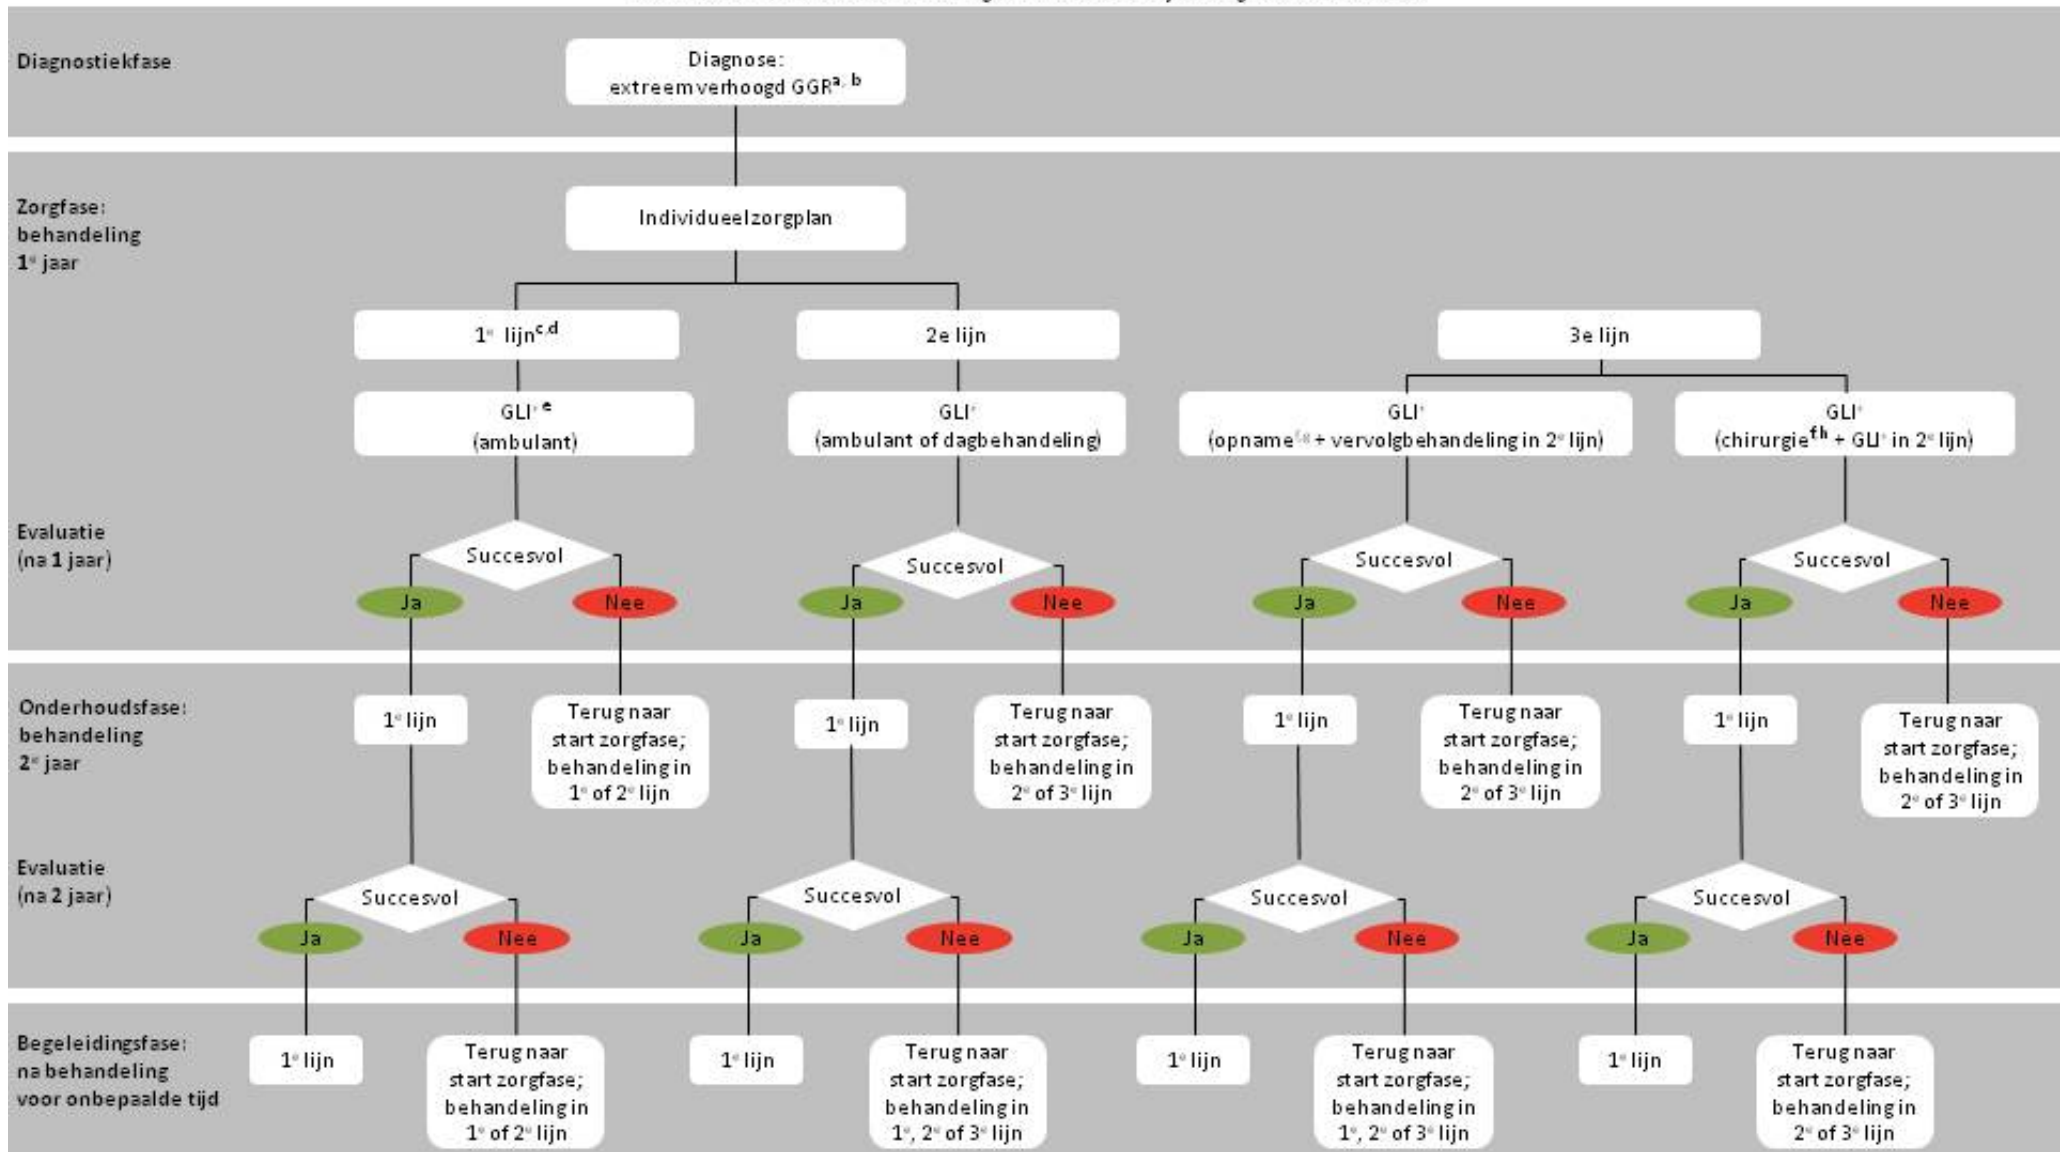 Diagnostiekfase
Diagnose:
extreem verhoogd GGR a, b
Zorgfase:
behandeling
1e jaar
Individueel zorgplan
1e lijn c,d
2e lijn
3e lijn
GLI+ e
(ambulant)
GLI+
(ambulant of dagbehandeling)
GLI+
(opname f,g + vervolgbehandeling in 2e lijn)
GLI+
(chirurgie f,h + GLI+ in 2e lijn)
Evaluatie
(na 1 jaar)
Succesvol
Succesvol
Succesvol
Succesvol
Ja
Nee
Ja
Nee
Ja
Nee
Ja
Nee
Onderhoudsfase:
behandeling
2e jaar
1e lijn
Terug naar
start zorgfase;
behandeling in
1e of 2e lijn
1e lijn
Terug naar
start zorgfase;
behandeling in
2e of 3e lijn
1e lijn
Terug naar
start zorgfase;
behandeling in
2e of 3e lijn
1e lijn
Terug naar
start zorgfase;
behandeling in
2e of 3e lijn
Evaluatie
(na 2 jaar)
Succesvol
Succesvol
Succesvol
Succesvol
Ja
Nee
Ja
Nee
Ja
Nee
Ja
Nee
Begeleidingsfase:
na behandeling
voor onbepaalde tijd
1e lijn
Terug naar
start zorgfase;
behandeling in
1e of 2e lijn
1e lijn
Terug naar
start zorgfase;
behandeling in
1e, 2e of 3e lijn
1e lijn
Terug naar
start zorgfase;
behandeling in
1e, 2e of 3e lijn
1e lijn
Terug naar
start zorgfase;
behandeling in
2e of 3e lijn